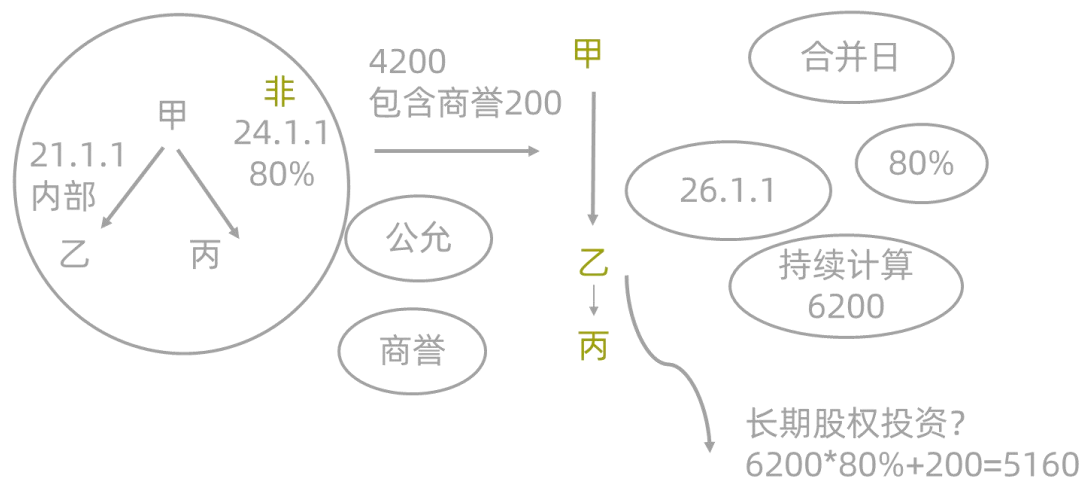 甲
21.1.1
内部
非
24.1.1
80%
乙
丙
4200
包含商誉200
公允
商誉
甲
乙
丙
合并日
80%
26.1.1
持续计算
6200
长期股权投资？
6200*80%+200=5160